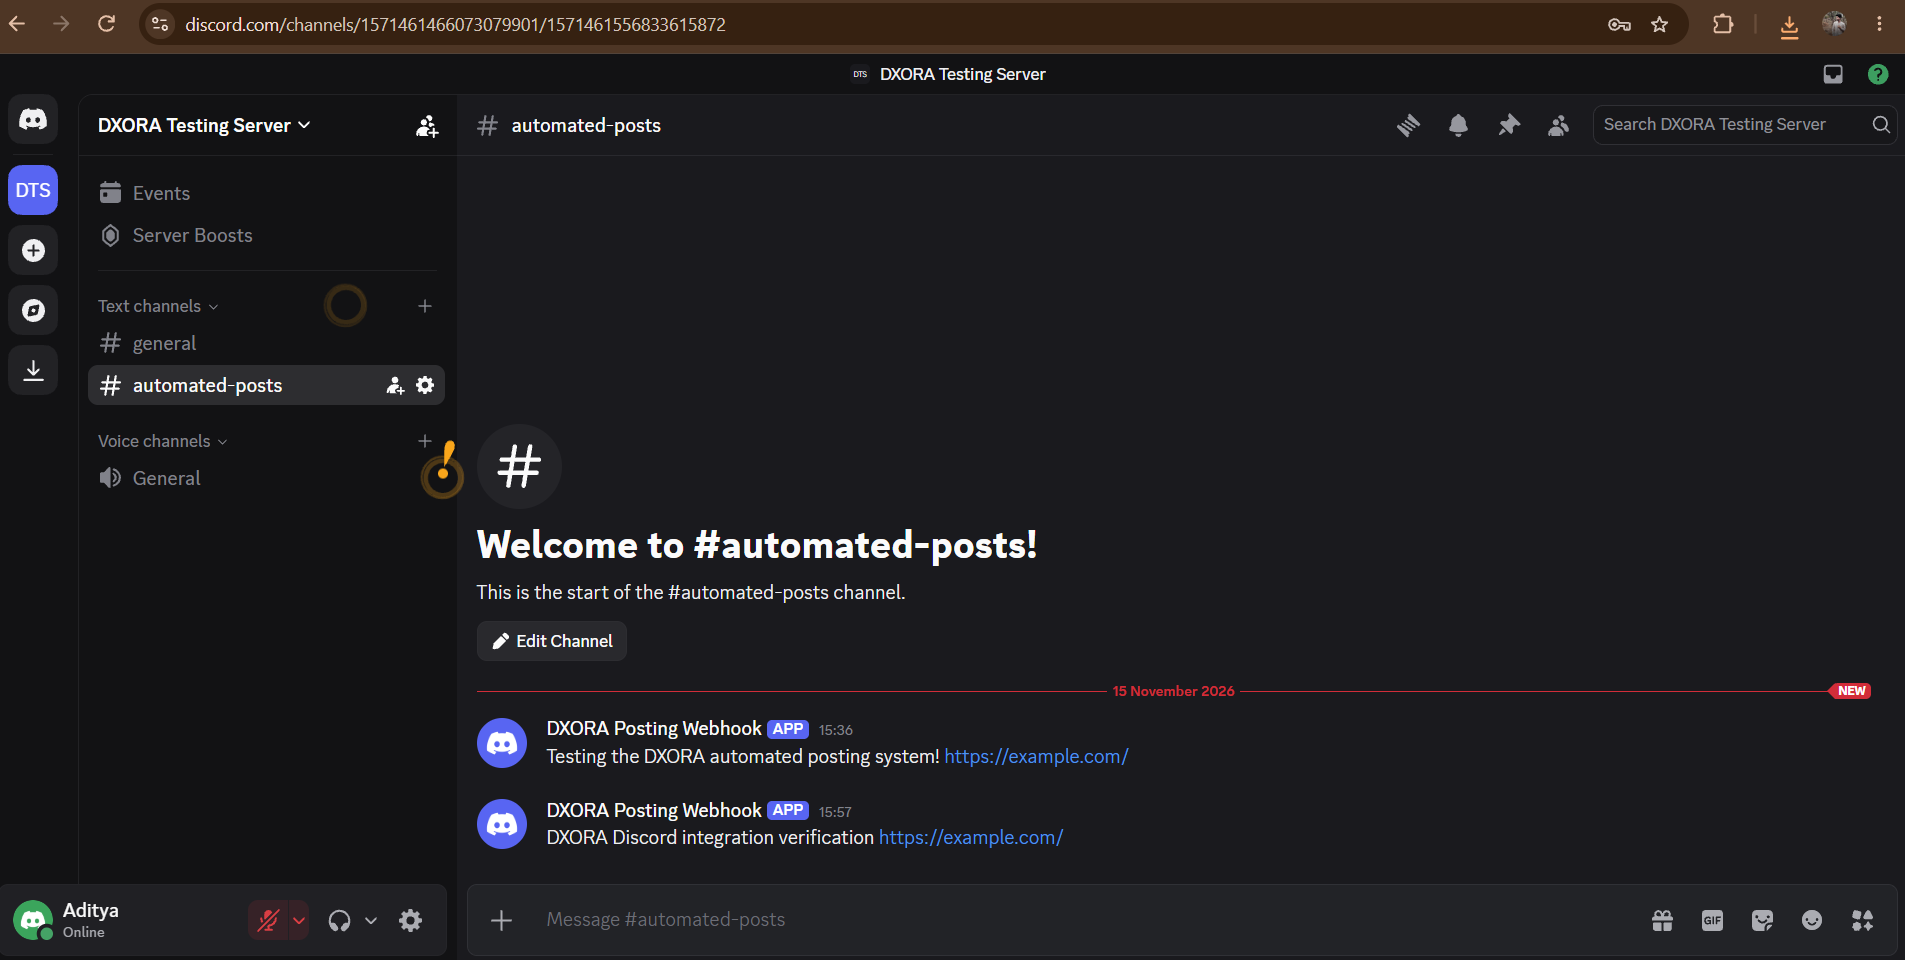 discord.com/channels/1571461466073079901/1571461556833615872
DTS DXORA Testing Server
DXORA Testing Server
automated-posts
Search DXORA Testing Server
DTS
Events
Server Boosts
Text channels
general
automated-posts
Voice channels
General
Welcome to #automated-posts!
This is the start of the #automated-posts channel.
Edit Channel
15 November 2026
NEW
DXORA Posting Webhook APP 15:36
Testing the DXORA automated posting system! https://example.com/
DXORA Posting Webhook APP 15:57
DXORA Discord integration verification https://example.com/
Aditya
Online
Message #automated-posts
GIF